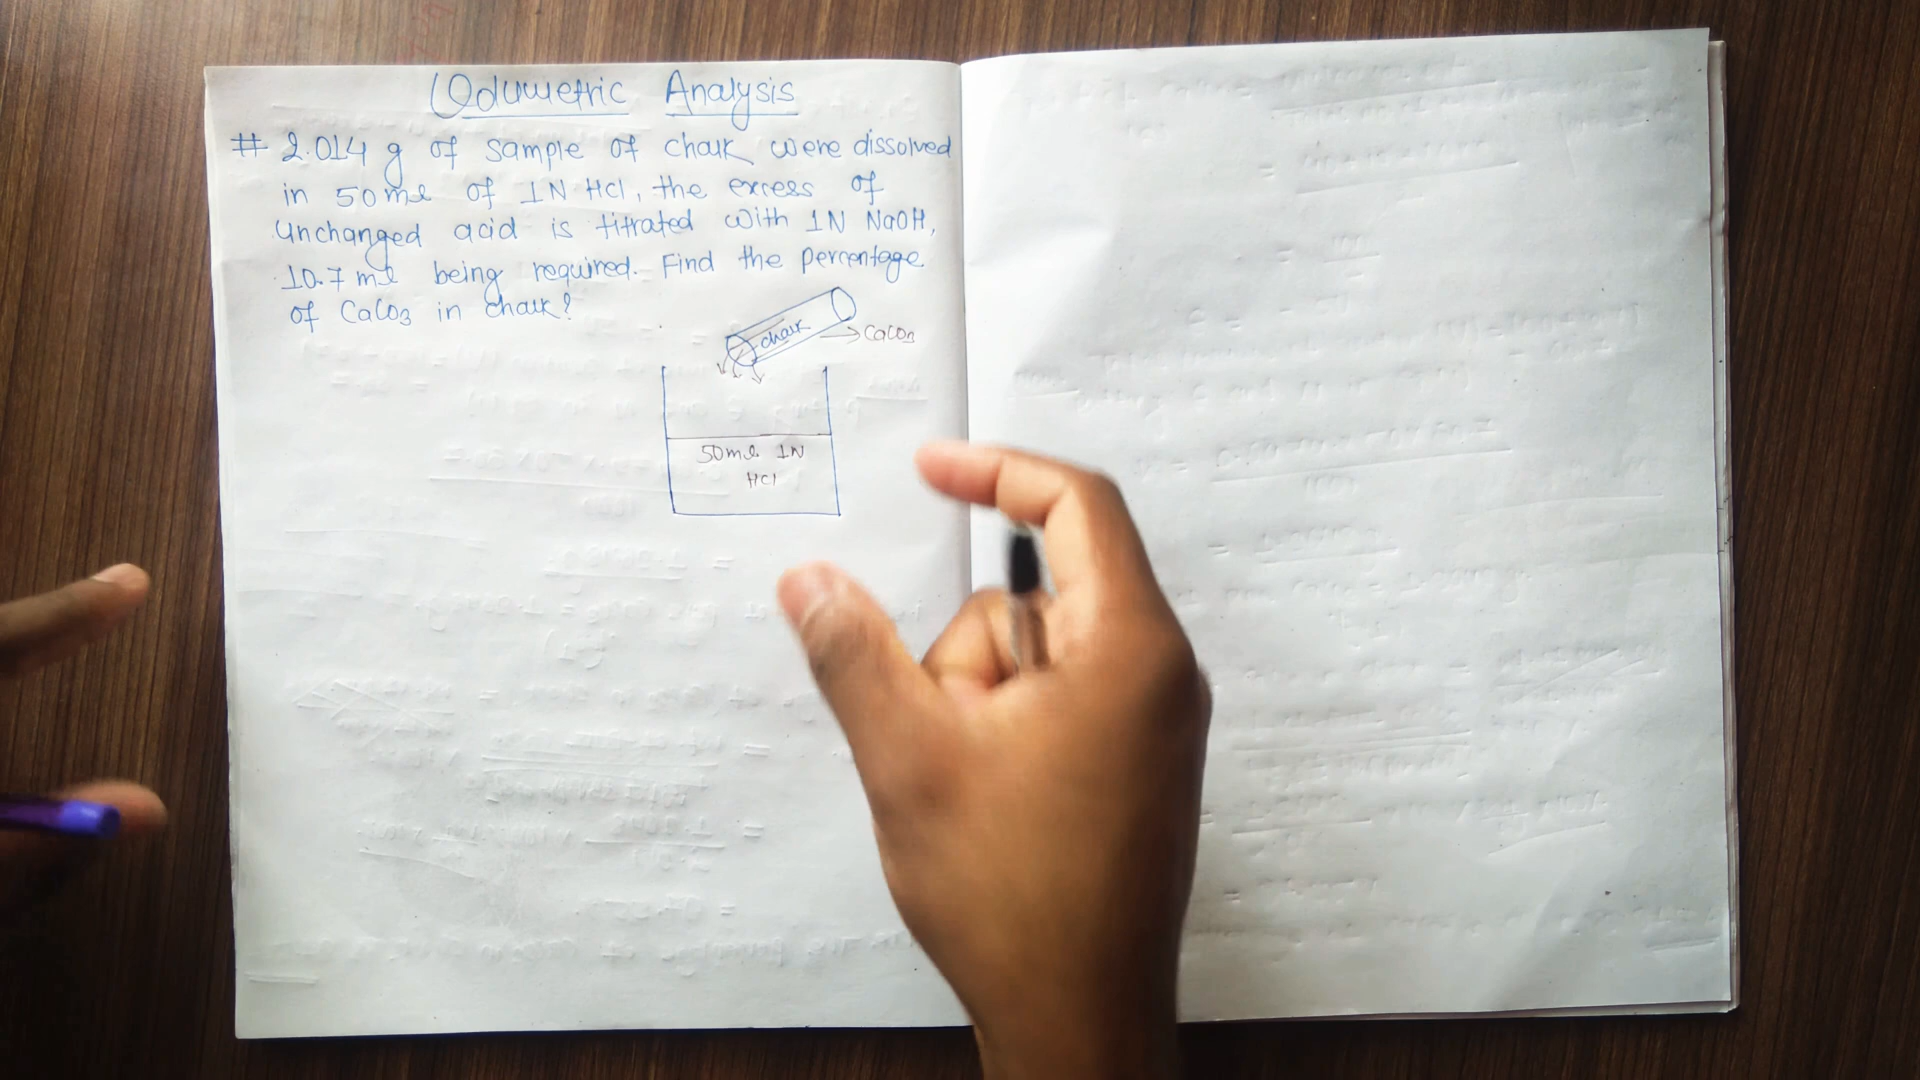 Volumetric Analysis
# 2.014 g of sample of chalk were dissolved
in 50 ml of 1N HCl, the excess of
unchanged acid is titrated with 1N NaOH,
10.7 ml being required. Find the percentage
of CaCO3 in chalk?
chalk
CaCO3
50ml 1N
HCl